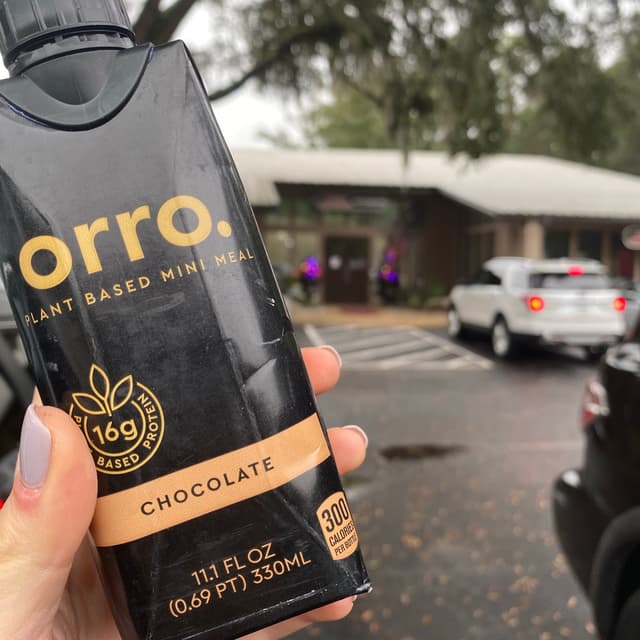 orro.
PLANT BASED MINI MEAL
16g
BASED PROTEIN
CHOCOLATE
300
CALORIES
PER BOTTLE
11.1 FL OZ
(0.69 PT) 330ML